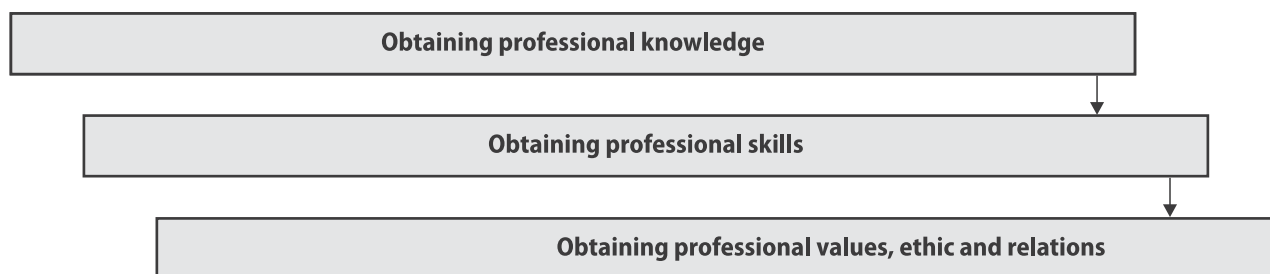 Obtaining professional knowledge
Obtaining professional skills
Obtaining professional values, ethic and relations